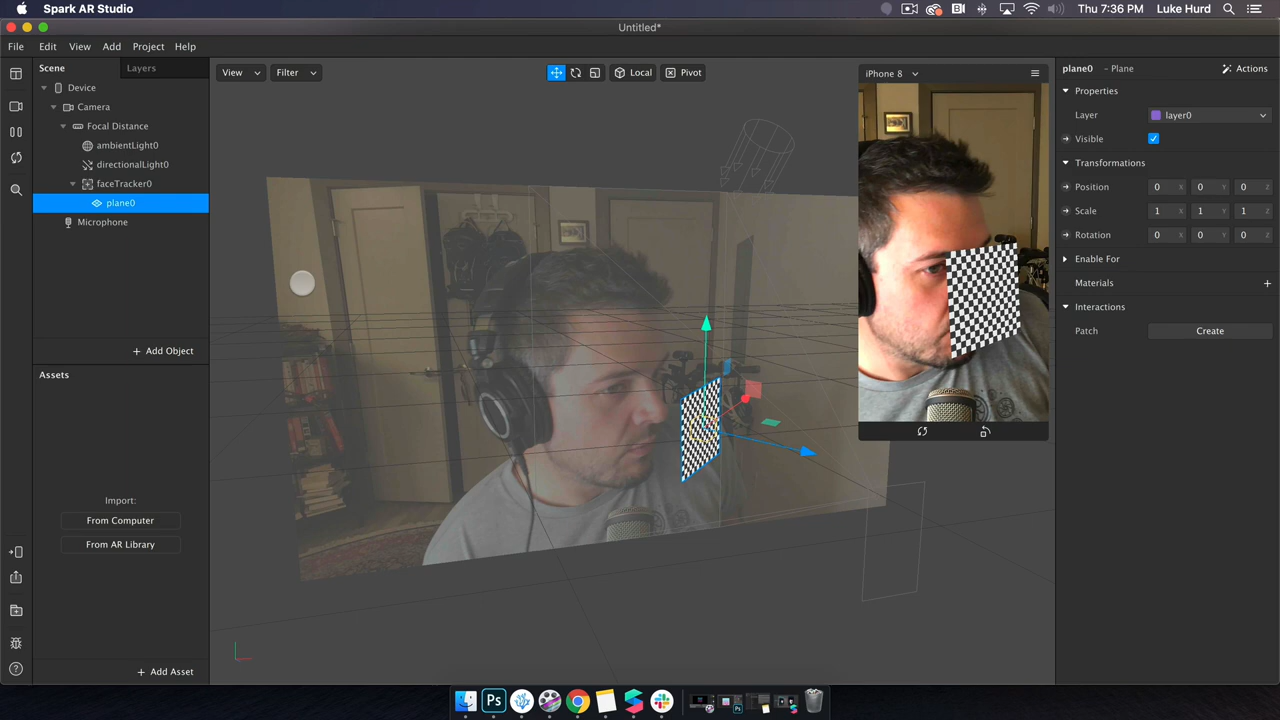 Spark AR Studio
Thu 7:36 PM Luke Hurd
Untitled*
File Edit View Add Project Help
Scene Layers
Device
Camera
Focal Distance
ambientLight0
directionalLight0
faceTracker0
plane0
Microphone
+ Add Object
Assets
Import:
From Computer
From AR Library
+ Add Asset
View Filter Local Pivot
iPhone 8
plane0 - Plane Actions
Properties
Layer layer0
Visible
Transformations
Position 0 X 0 Y 0 Z
Scale 1 X 1 Y 1 Z
Rotation 0 X 0 Y 0 Z
Enable For
Materials +
Interactions
Patch Create
Ps